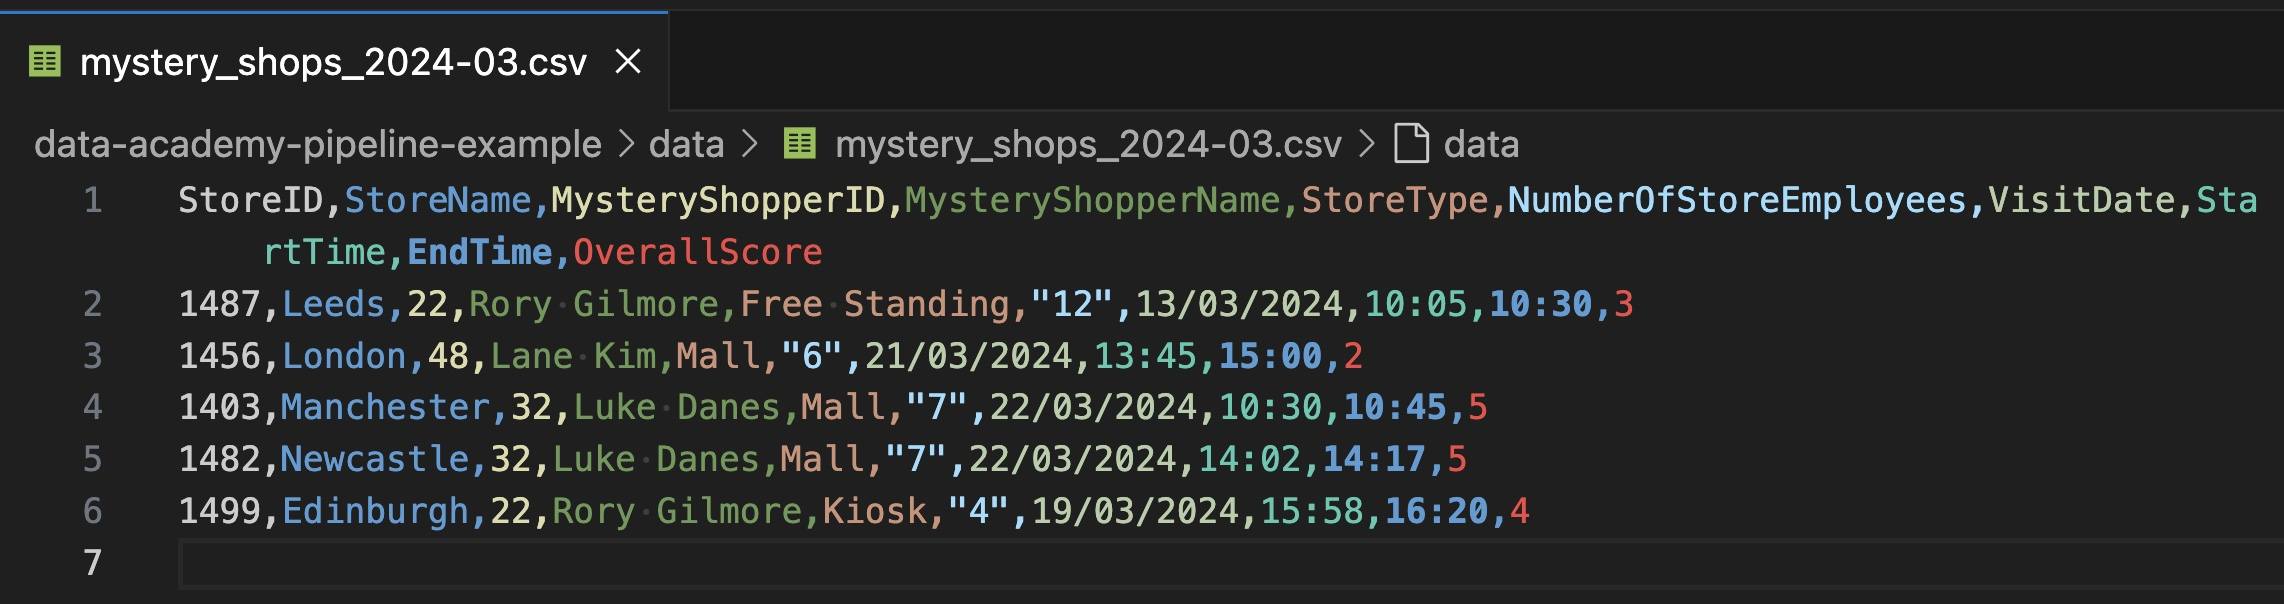 mystery_shops_2024-03.csv
data-academy-pipeline-example > data > mystery_shops_2024-03.csv > data
1 StoreID,StoreName,MysteryShopperID,MysteryShopperName,StoreType,NumberOfStoreEmployees,VisitDate,Sta
rtTime,EndTime,OverallScore
2 1487,Leeds,22,Rory Gilmore,Free Standing,"12",13/03/2024,10:05,10:30,3
3 1456,London,48,Lane Kim,Mall,"6",21/03/2024,13:45,15:00,2
4 1403,Manchester,32,Luke Danes,Mall,"7",22/03/2024,10:30,10:45,5
5 1482,Newcastle,32,Luke Danes,Mall,"7",22/03/2024,14:02,14:17,5
6 1499,Edinburgh,22,Rory Gilmore,Kiosk,"4",19/03/2024,15:58,16:20,4
7